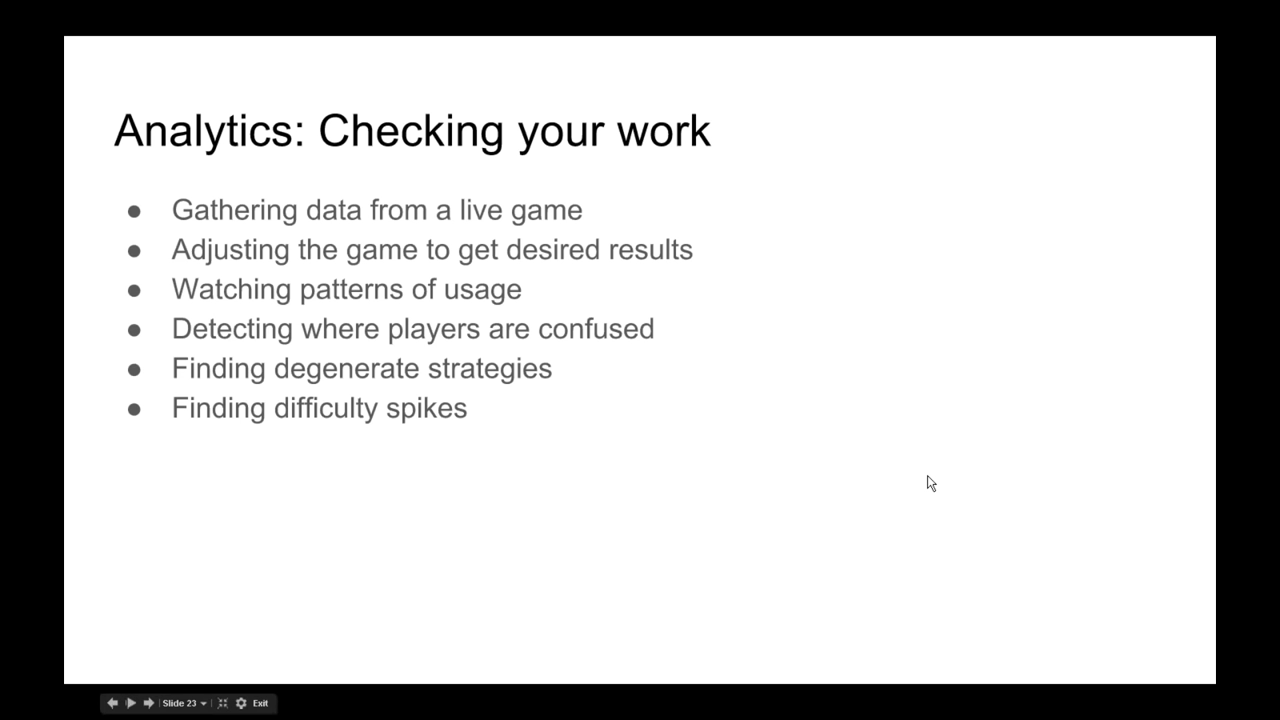 Analytics: Checking your work
● Gathering data from a live game
● Adjusting the game to get desired results
● Watching patterns of usage
● Detecting where players are confused
● Finding degenerate strategies
● Finding difficulty spikes
Slide 23 Exit